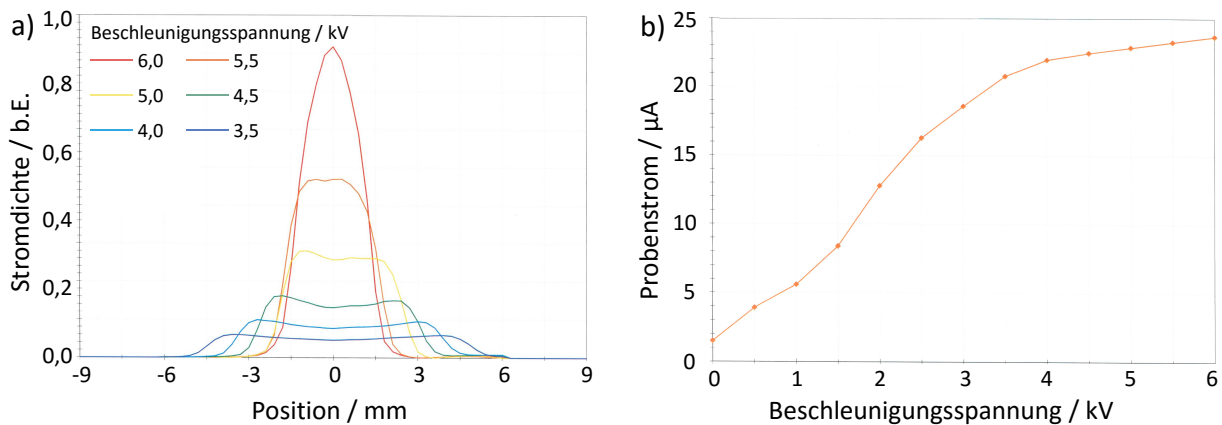 a)
Beschleunigungsspannung / kV
6,0 5,5
5,0 4,5
4,0 3,5
Stromdichte / b.E.
1,0
0,8
0,6
0,4
0,2
0,0
-9 -6 -3 0 3 6 9
Position / mm
b)
Probenstrom / µA
25
20
15
10
5
0
0 1 2 3 4 5 6
Beschleunigungsspannung / kV